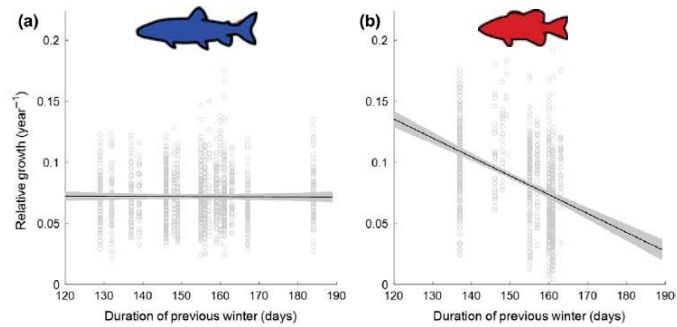 (a)
0.2
0.15
0.1
0.05
0
Relative growth (year⁻¹)
120 130 140 150 160 170 180 190
Duration of previous winter (days)
(b)
0.2
0.15
0.1
0.05
0
120 130 140 150 160 170 180 190
Duration of previous winter (days)